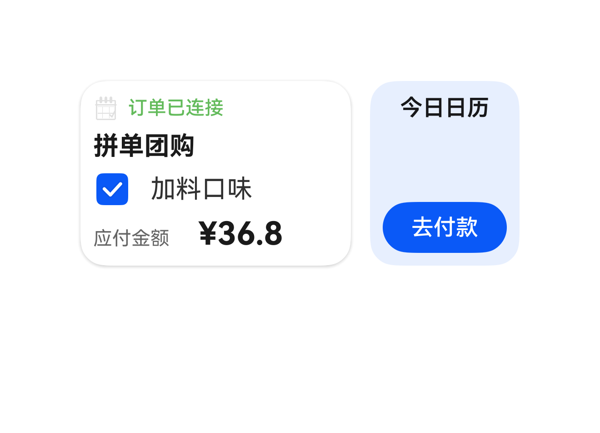 订单已连接
拼单团购
加料口味
应付金额 ¥36.8
今日日历
去付款